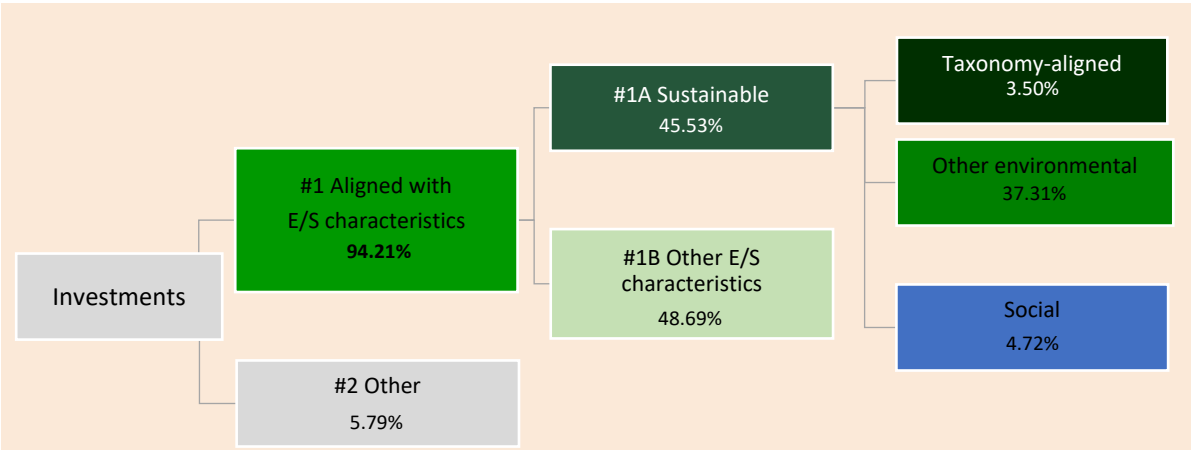 Investments
#1 Aligned with
E/S characteristics
94.21%
#2 Other
5.79%
#1A Sustainable
45.53%
#1B Other E/S
characteristics
48.69%
Taxonomy-aligned
3.50%
Other environmental
37.31%
Social
4.72%